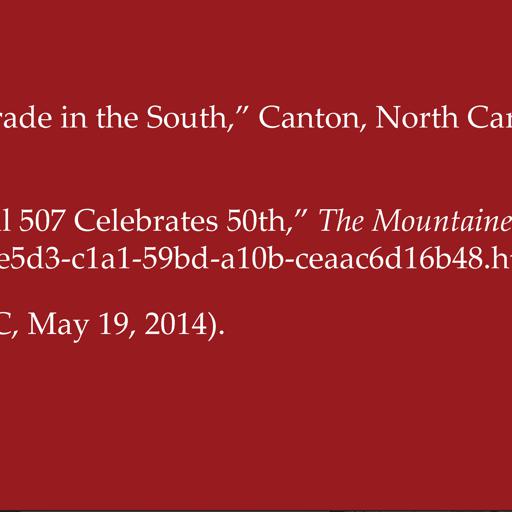 rade in the South,” Canton, North Car
l 507 Celebrates 50th,” The Mountaine
e5d3-c1a1-59bd-a10b-ceaac6d16b48.h
C, May 19, 2014).